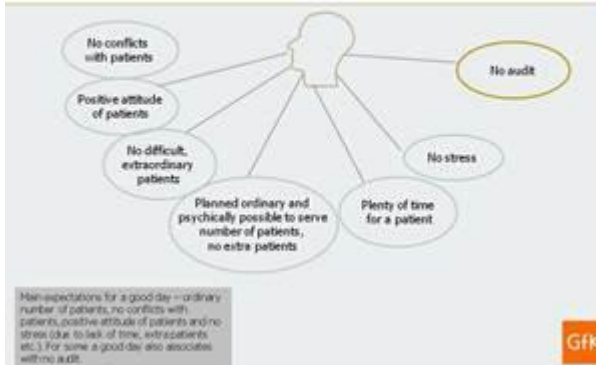 No conflicts
with patients
Positive attitude
of patients
No difficult,
extraordinary
patients
Planned ordinary and
psychically possible to serve
number of patients,
no extra patients
Plenty of time
for a patient
No stress
No audit
Main expectations for a good day – ordinary
number of patients, no conflicts with
patients, positive attitude of patients and no
stress (due to lack of time, extra patients
etc.). For some a good day also associates
with no audit.
GfK